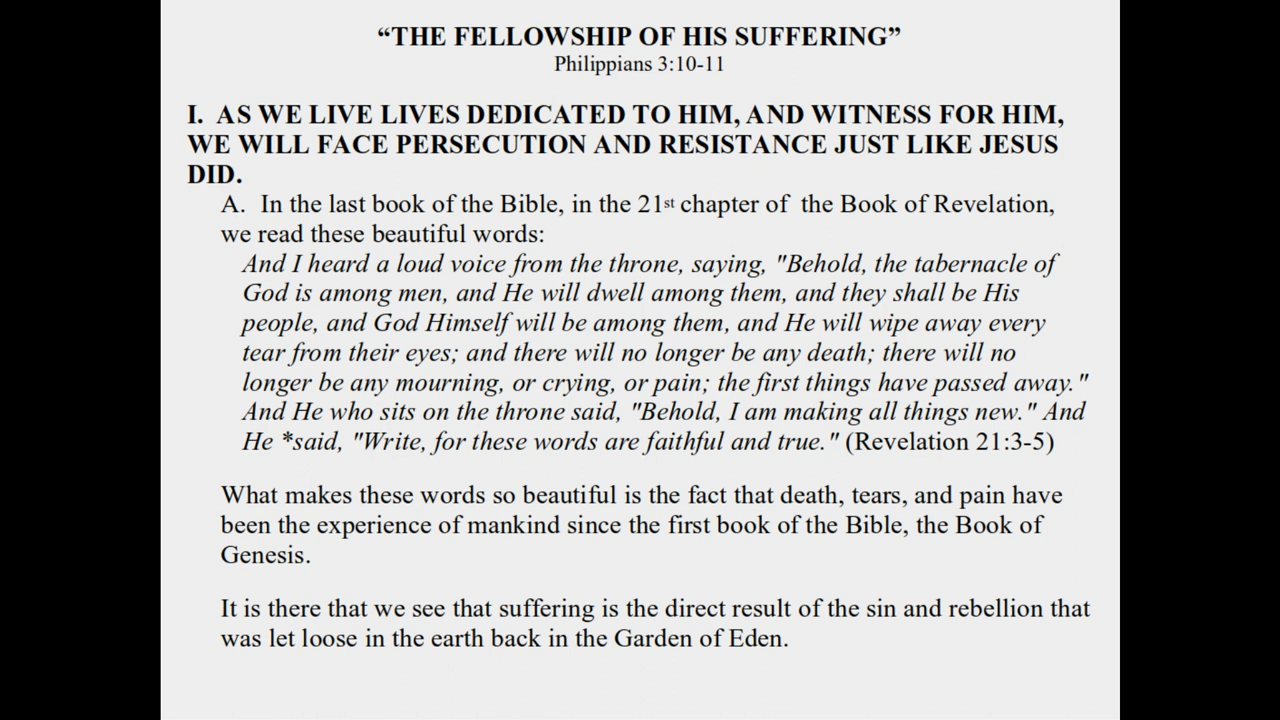 “THE FELLOWSHIP OF HIS SUFFERING”
Philippians 3:10-11
I.  AS WE LIVE LIVES DEDICATED TO HIM, AND WITNESS FOR HIM,
WE WILL FACE PERSECUTION AND RESISTANCE JUST LIKE JESUS
DID.
A.  In the last book of the Bible, in the 21st chapter of  the Book of Revelation,
we read these beautiful words:
And I heard a loud voice from the throne, saying, "Behold, the tabernacle of
God is among men, and He will dwell among them, and they shall be His
people, and God Himself will be among them, and He will wipe away every
tear from their eyes; and there will no longer be any death; there will no
longer be any mourning, or crying, or pain; the first things have passed away."
And He who sits on the throne said, "Behold, I am making all things new." And
He *said, "Write, for these words are faithful and true." (Revelation 21:3-5)
What makes these words so beautiful is the fact that death, tears, and pain have
been the experience of mankind since the first book of the Bible, the Book of
Genesis.
It is there that we see that suffering is the direct result of the sin and rebellion that
was let loose in the earth back in the Garden of Eden.